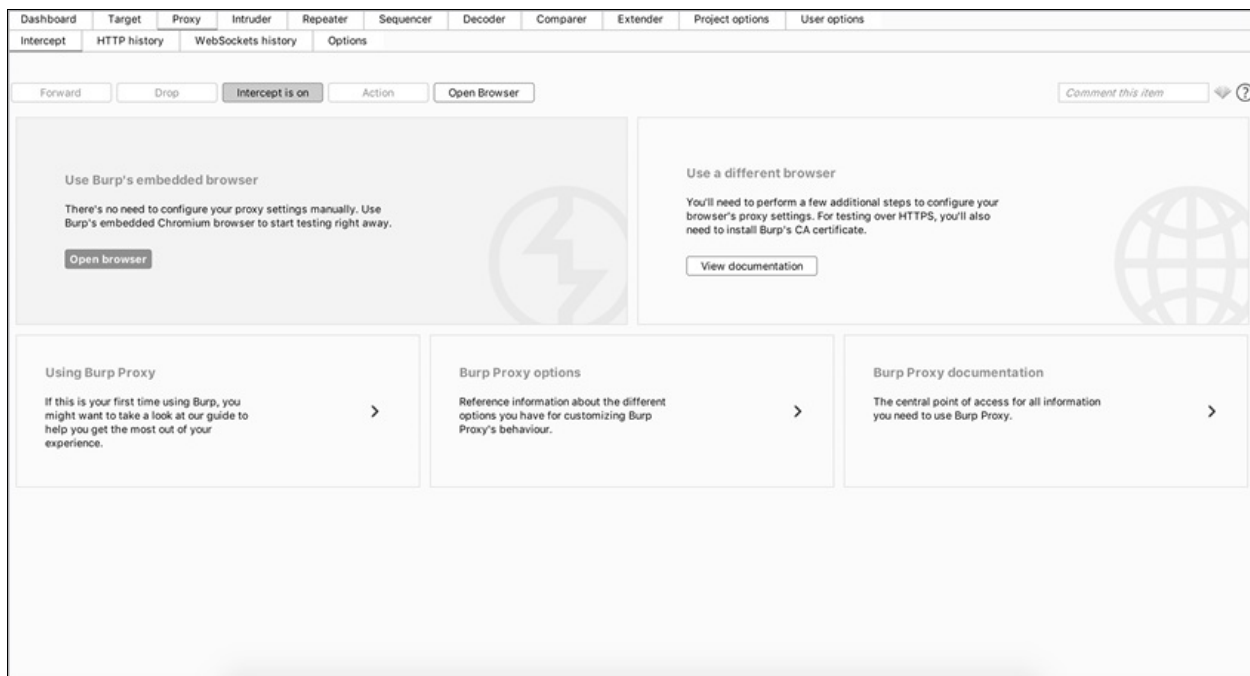 Dashboard Target Proxy Intruder Repeater Sequencer Decoder Comparer Extender Project options User options
Intercept HTTP history WebSockets history Options
Forward Drop Intercept is on Action Open Browser Comment this item ?
Use Burp's embedded browser
There's no need to configure your proxy settings manually. Use
Burp's embedded Chromium browser to start testing right away.
Open browser
Use a different browser
You'll need to perform a few additional steps to configure your
browser's proxy settings. For testing over HTTPS, you'll also
need to install Burp's CA certificate.
View documentation
Using Burp Proxy
If this is your first time using Burp, you
might want to take a look at our guide to
help you get the most out of your
experience.
Burp Proxy options
Reference information about the different
options you have for customizing Burp
Proxy's behaviour.
Burp Proxy documentation
The central point of access for all information
you need to use Burp Proxy.